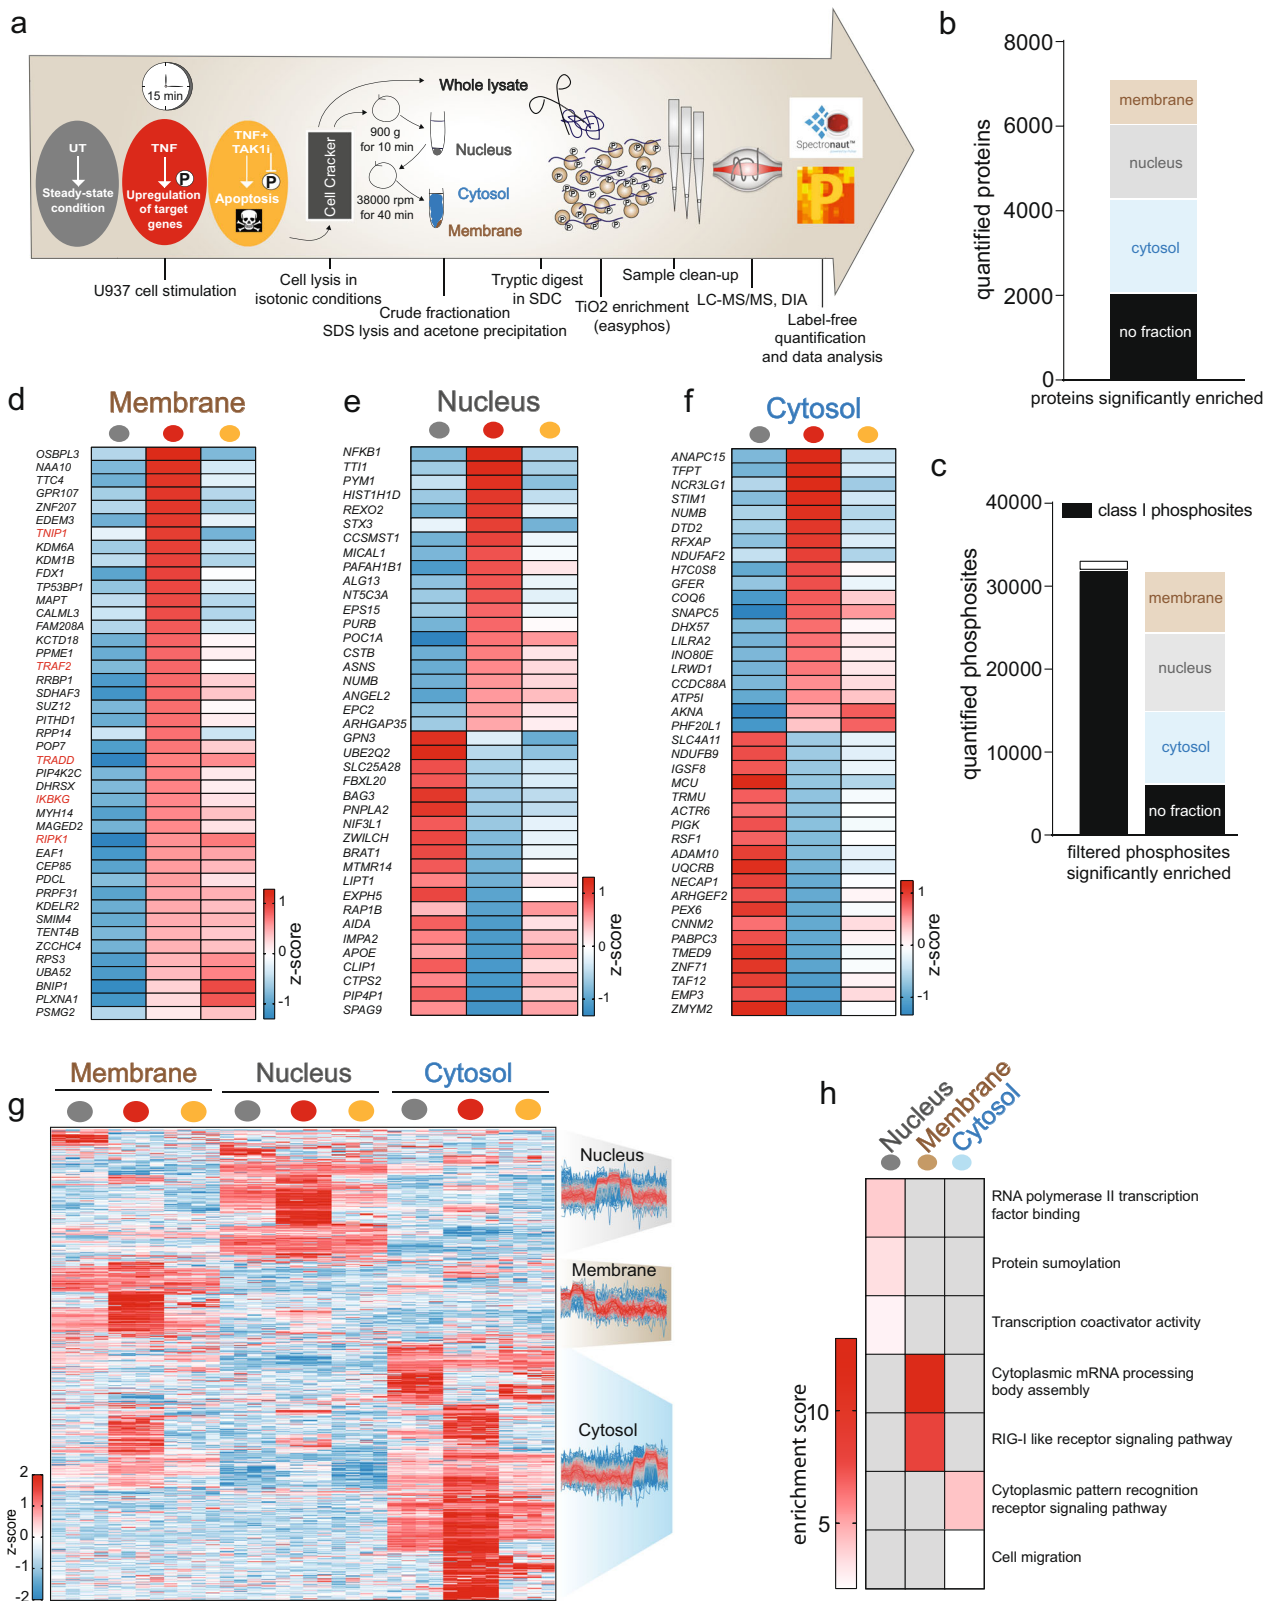 a
15 min
UT
Steady-state
condition
TNF
P
Upregulation
of target
genes
TNF+
TAK1i
P
Apoptosis
Cell Cracker
Whole lysate
900 g
for 10 min
Nucleus
38000 rpm
for 40 min
Cytosol
Membrane
Spectronaut™
P
U937 cell stimulation
Cell lysis in
isotonic conditions
Crude fractionation
SDS lysis and acetone precipitation
Tryptic digest
in SDC
TiO2 enrichment
(easyphos)
Sample clean-up
LC-MS/MS, DIA
Label-free
quantification
and data analysis
b
quantified proteins
8000
6000
4000
2000
0
membrane
nucleus
cytosol
no fraction
proteins significantly enriched
c
quantified phosphosites
40000
30000
20000
10000
0
class I phosphosites
membrane
nucleus
cytosol
no fraction
filtered phosphosites
significantly enriched
d
Membrane
OSBPL3
NAA10
TTC4
GPR107
ZNF207
EDEM3
TNIP1
KDM6A
KDM1B
FDX1
TP53BP1
MAPT
CALML3
FAM208A
KCTD18
PPME1
TRAF2
RRBP1
SDHAF3
SUZ12
PITHD1
RPP14
POP7
TRADD
PIP4K2C
DHRSX
IKBKG
MYH14
MAGED2
RIPK1
EAF1
CEP85
PDCL
PRPF31
KDELR2
SMIM4
TENT4B
ZCCHC4
RPS3
UBA52
BNIP1
PLXNA1
PSMG2
1
0
-1
z-score
e
Nucleus
NFKB1
TTI1
PYM1
HIST1H1D
REXO2
STX3
CCSMST1
MICAL1
PAFAH1B1
ALG13
NT5C3A
EPS15
PURB
POC1A
CSTB
ASNS
NUMB
ANGEL2
EPC2
ARHGAP35
GPN3
UBE2Q2
SLC25A28
FBXL20
BAG3
PNPLA2
NIF3L1
ZWILCH
BRAT1
MTMR14
LIPT1
EXPH5
RAP1B
AIDA
IMPA2
APOE
CLIP1
CTPS2
PIP4P1
SPAG9
1
0
-1
z-score
f
Cytosol
ANAPC15
TFPT
NCR3LG1
STIM1
NUMB
DTD2
RFXAP
NDUFAF2
H7C0S8
GFER
COQ6
SNAPC5
DHX57
LILRA2
INO80E
LRWD1
CCDC88A
ATP5I
AKNA
PHF20L1
SLC4A11
NDUFB9
IGSF8
MCU
TRMU
ACTR6
PIGK
RSF1
ADAM10
UQCRB
NECAP1
ARHGEF2
PEX6
CNNM2
PABPC3
TMED9
ZNF71
TAF12
EMP3
ZMYM2
1
0
-1
z-score
g
Membrane
Nucleus
Cytosol
Nucleus
Membrane
Cytosol
2
1
0
-1
-2
z-score
h
Nucleus
Membrane
Cytosol
RNA polymerase II transcription
factor binding
Protein sumoylation
Transcription coactivator activity
Cytoplasmic mRNA processing
body assembly
RIG-I like receptor signaling pathway
Cytoplasmic pattern recognition
receptor signaling pathway
Cell migration
10
5
enrichment score